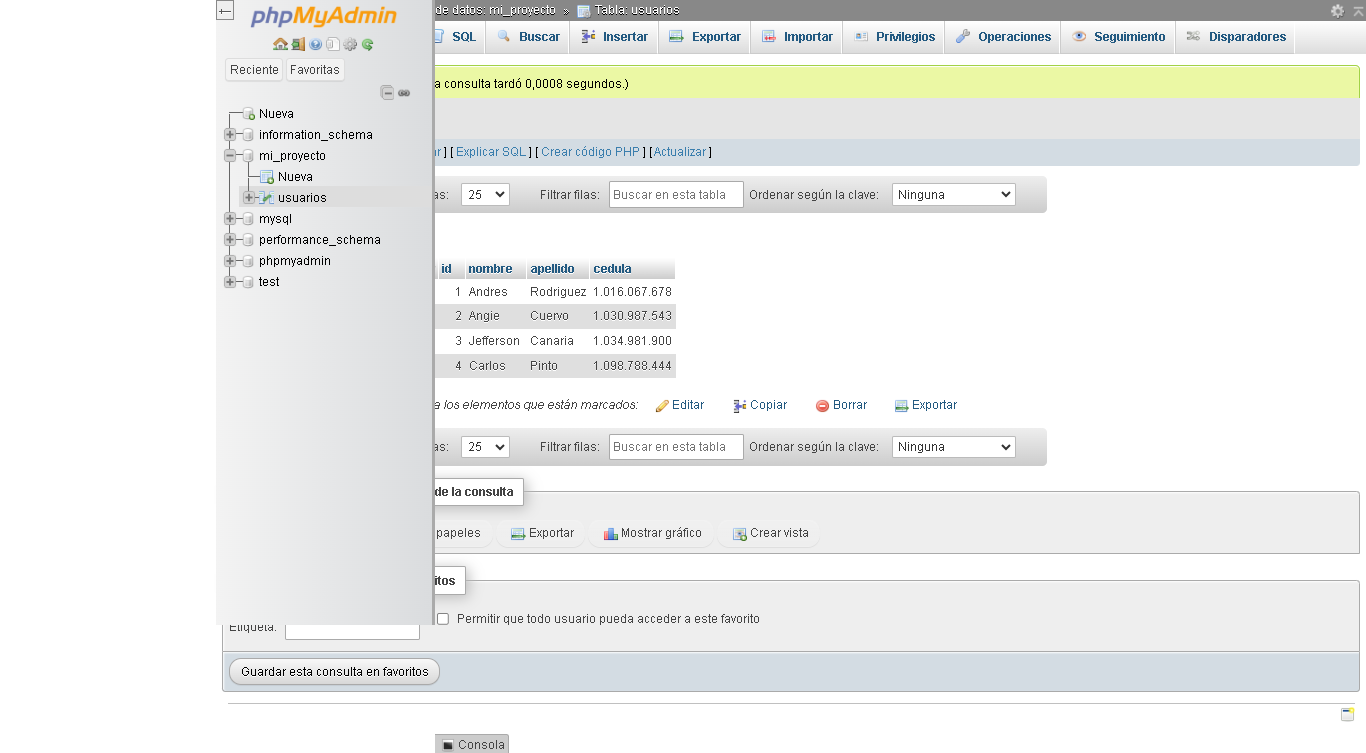 phpMyAdmin
Reciente Favoritas
Nueva
information_schema
mi_proyecto
Nueva
usuarios
mysql
performance_schema
phpmyadmin
test
de datos: mi_proyecto » Tabla: usuarios
SQL Buscar Insertar Exportar Importar Privilegios Operaciones Seguimiento Disparadores
a consulta tardó 0,0008 segundos.)
ar ] [ Explicar SQL ] [ Crear código PHP ] [ Actualizar ]
as: 25 Filtrar filas: Buscar en esta tabla Ordenar según la clave: Ninguna
id nombre apellido cedula
1 Andres Rodriguez 1.016.067.678
2 Angie Cuervo 1.030.987.543
3 Jefferson Canaria 1.034.981.900
4 Carlos Pinto 1.098.788.444
a los elementos que están marcados: Editar Copiar Borrar Exportar
as: 25 Filtrar filas: Buscar en esta tabla Ordenar según la clave: Ninguna
de la consulta
papeles Exportar Mostrar gráfico Crear vista
itos
Etiqueta: Permitir que todo usuario pueda acceder a este favorito
Guardar esta consulta en favoritos
Consola